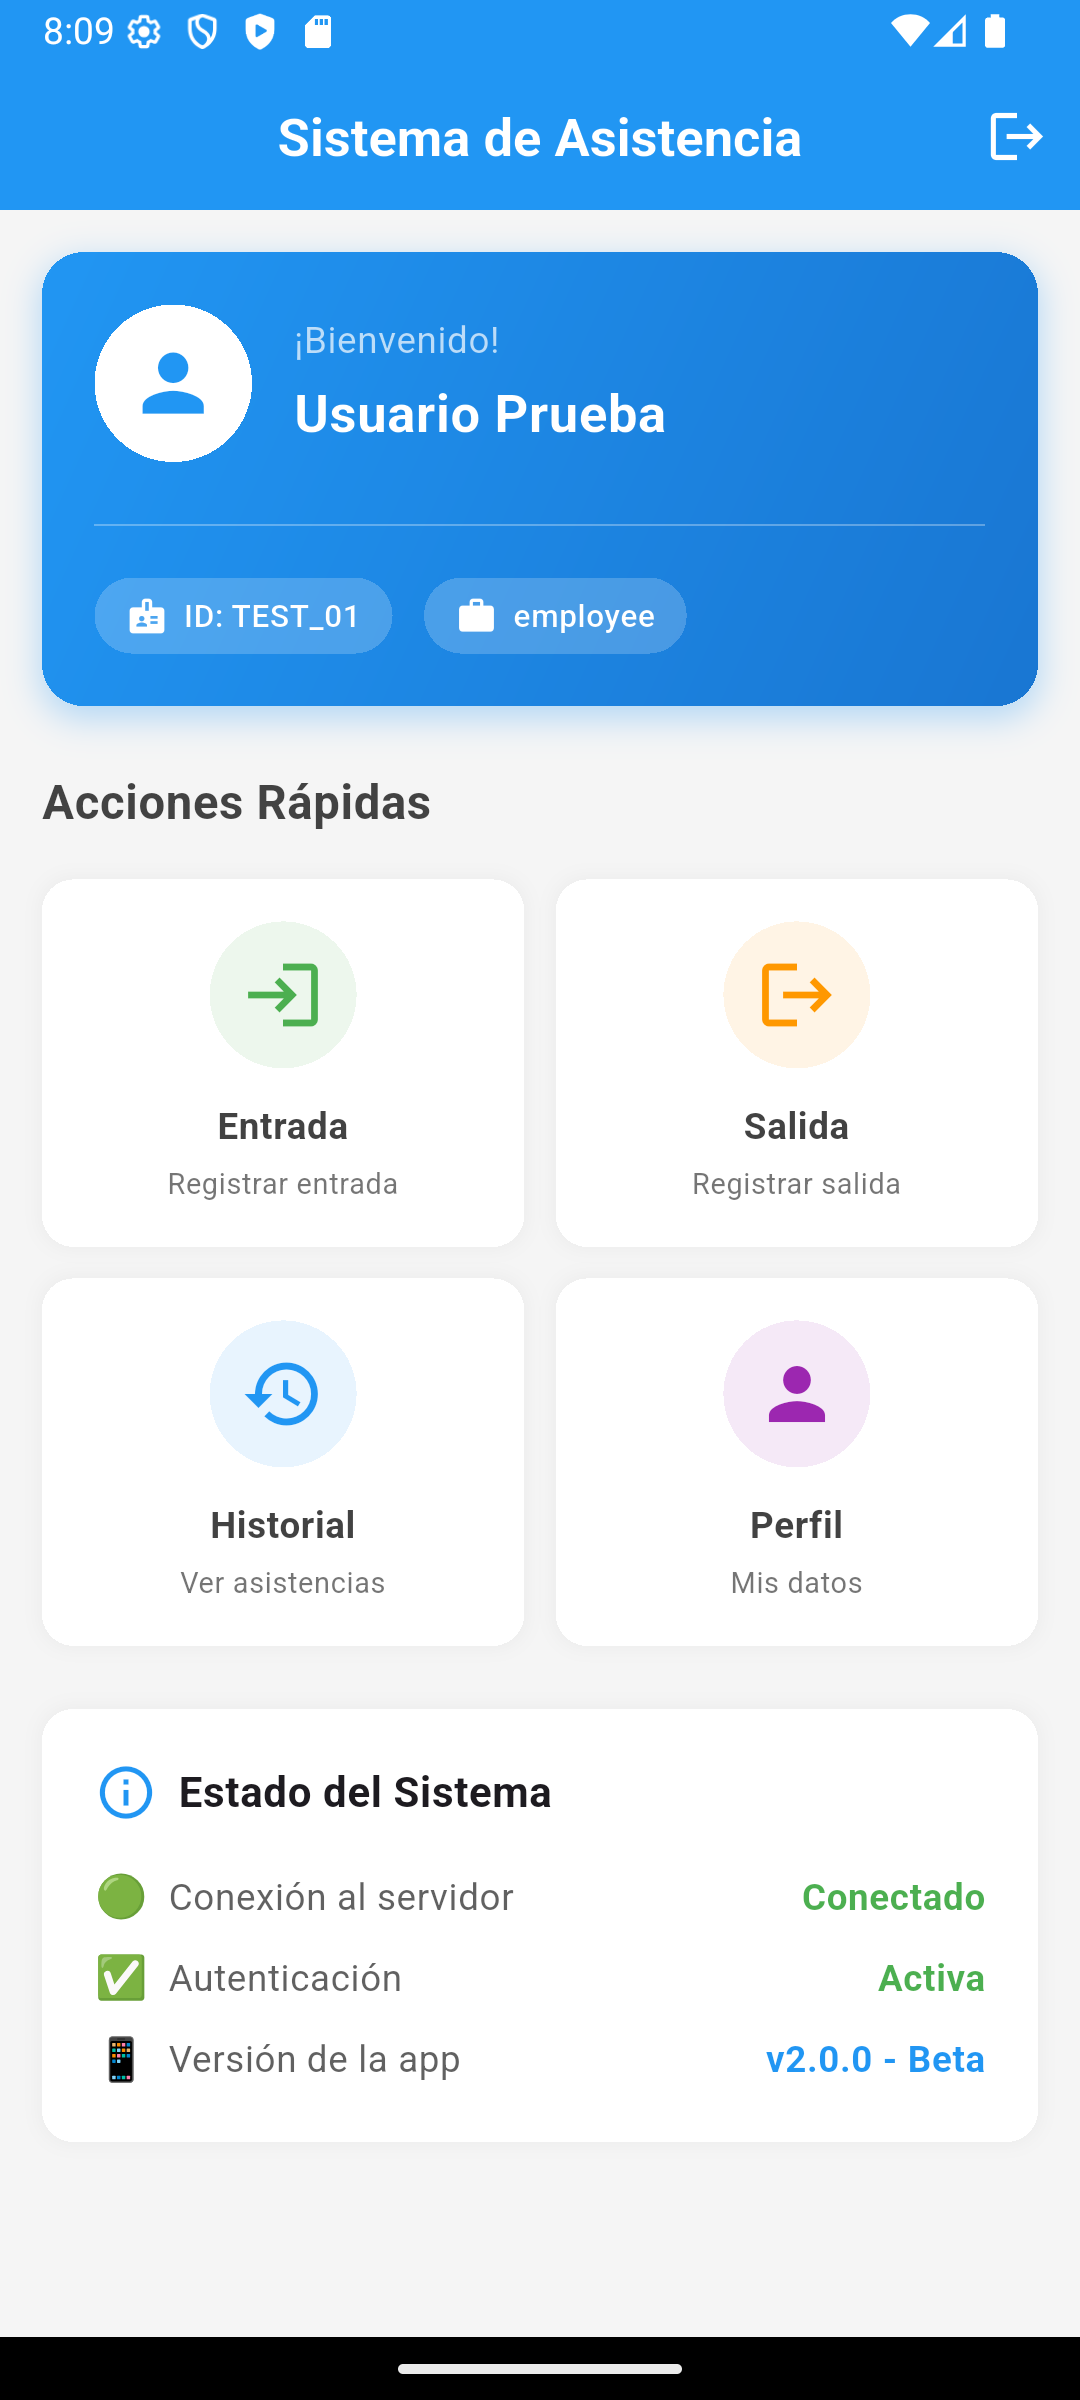 8:09
Sistema de Asistencia
¡Bienvenido!
Usuario Prueba
ID: TEST_01
employee
Acciones Rápidas
Entrada
Registrar entrada
Salida
Registrar salida
Historial
Ver asistencias
Perfil
Mis datos
Estado del Sistema
Conexión al servidor
Conectado
Autenticación
Activa
Versión de la app
v2.0.0 - Beta